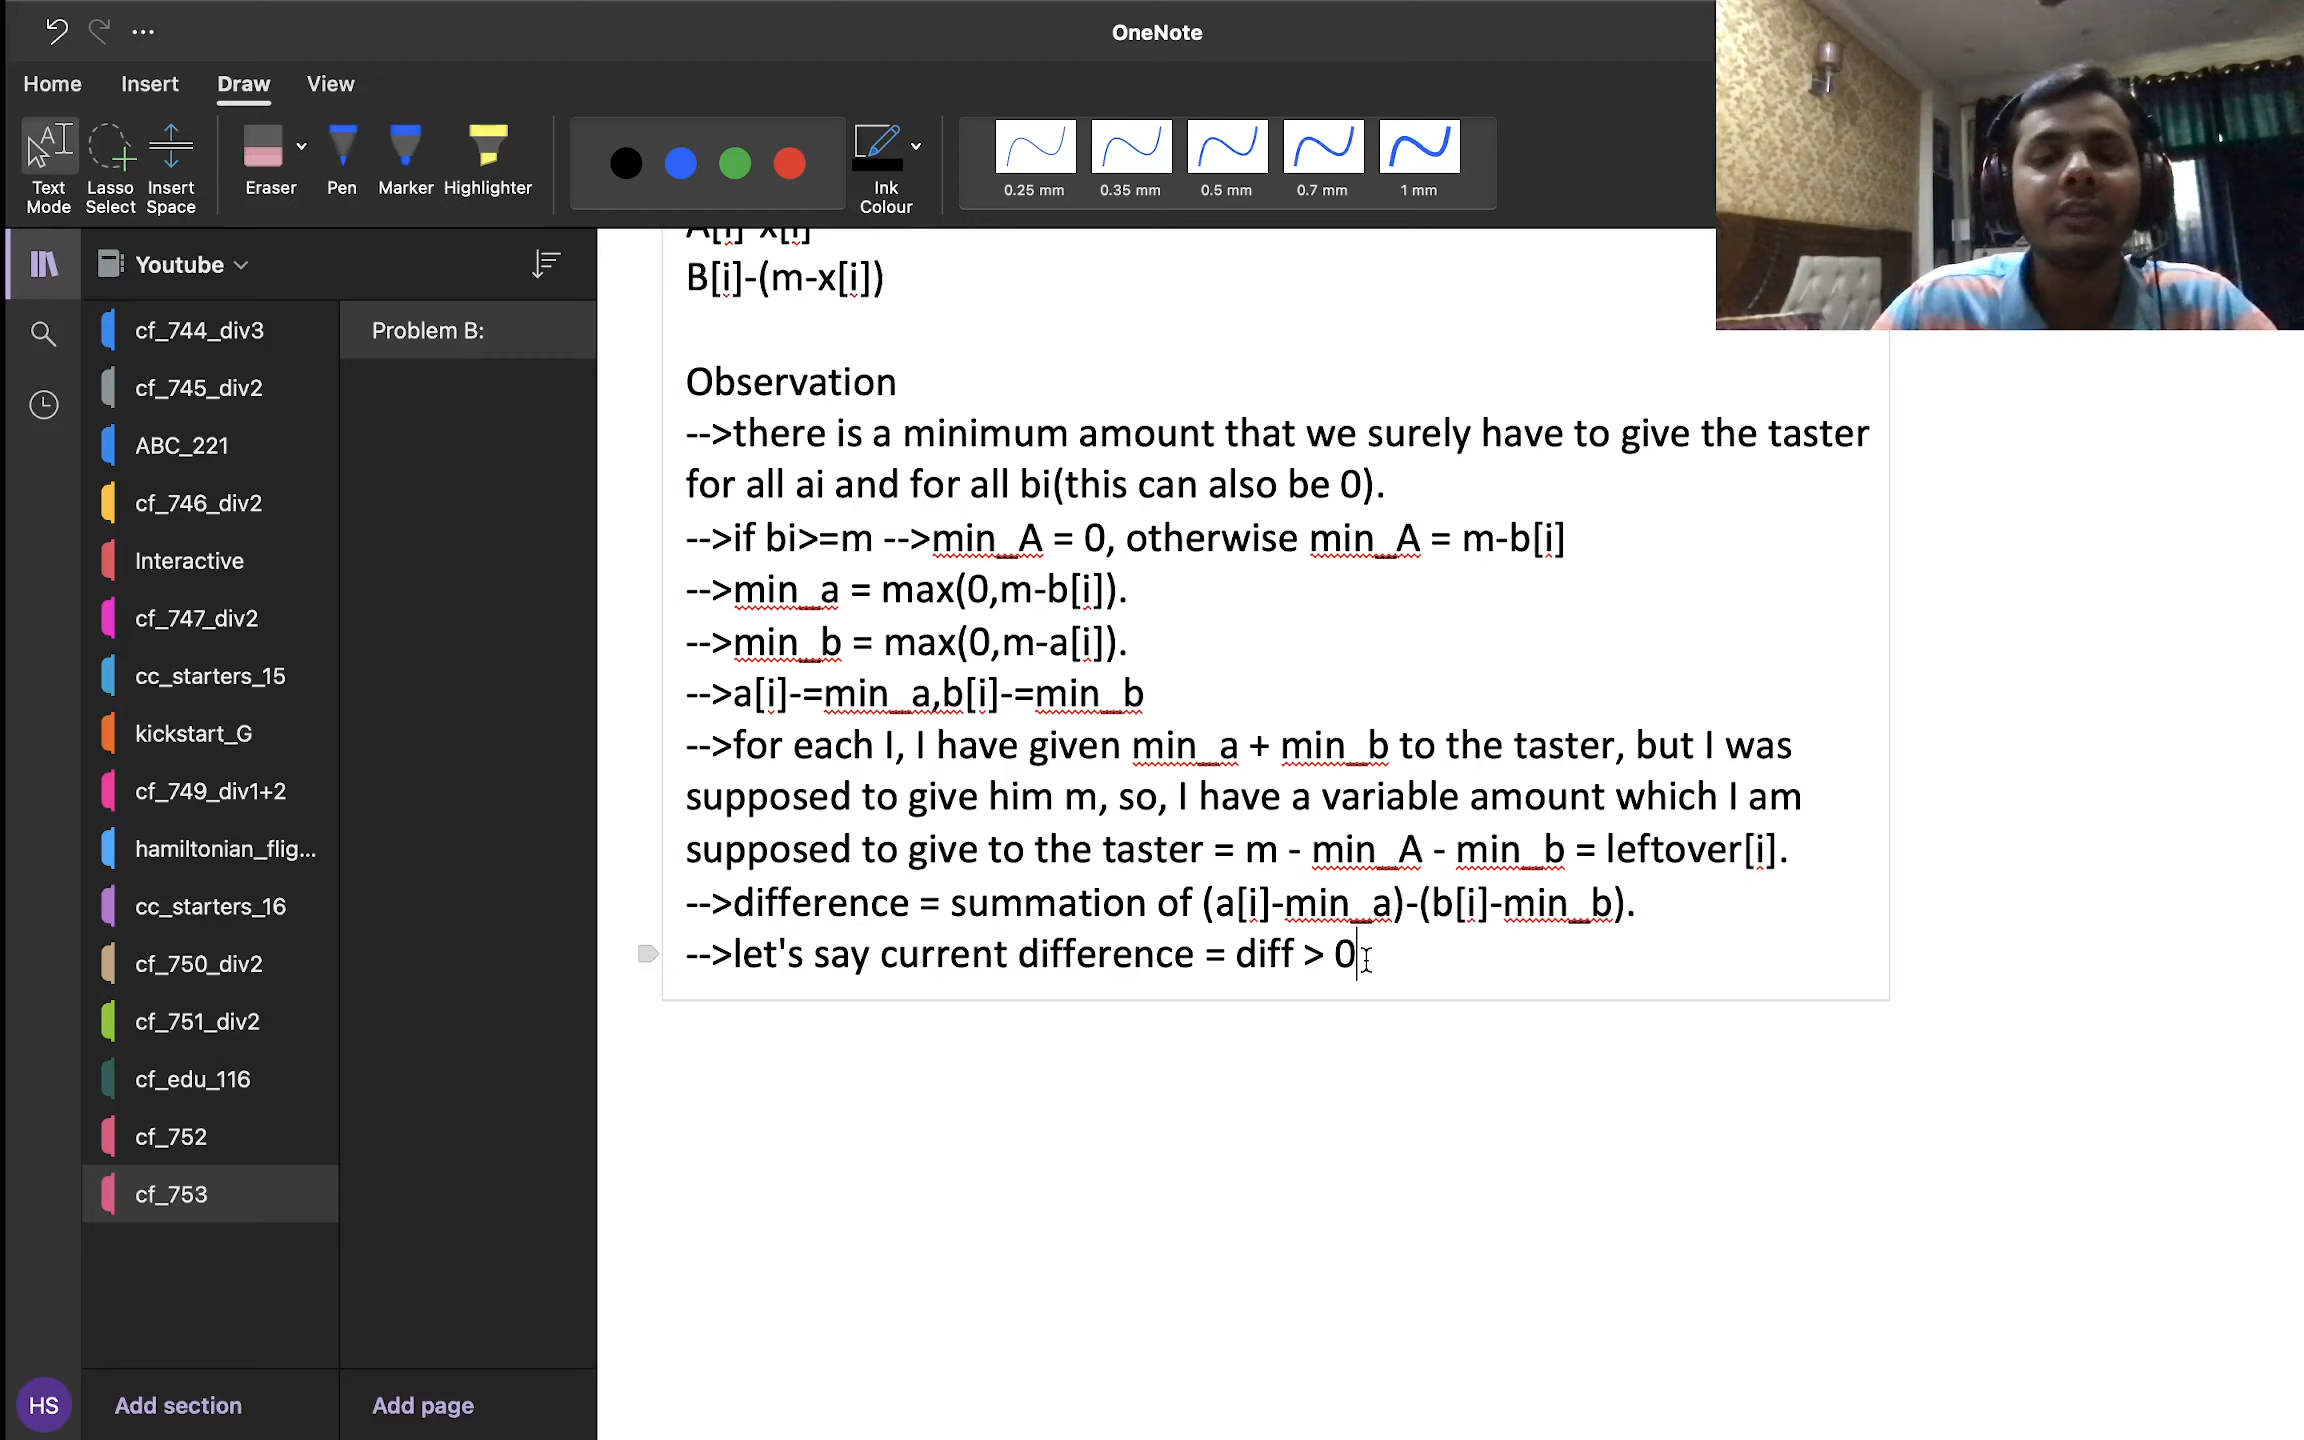 OneNote
Home Insert Draw View
Text Mode
Lasso Select
Insert Space
Eraser
Pen
Marker
Highlighter
Ink Colour
0.25 mm
0.35 mm
0.5 mm
0.7 mm
1 mm
Youtube
cf_744_div3
cf_745_div2
ABC_221
cf_746_div2
Interactive
cf_747_div2
cc_starters_15
kickstart_G
cf_749_div1+2
hamiltonian_flig...
cc_starters_16
cf_750_div2
cf_751_div2
cf_edu_116
cf_752
cf_753
HS
Add section
Problem B:
Add page
A[i]-x[i]
B[i]-(m-x[i])
Observation
-->there is a minimum amount that we surely have to give the taster
for all ai and for all bi(this can also be 0).
-->if bi>=m -->min_A = 0, otherwise min_A = m-b[i]
-->min_a = max(0,m-b[i]).
-->min_b = max(0,m-a[i]).
-->a[i]-=min_a,b[i]-=min_b
-->for each I, I have given min_a + min_b to the taster, but I was
supposed to give him m, so, I have a variable amount which I am
supposed to give to the taster = m - min_A - min_b = leftover[i].
-->difference = summation of (a[i]-min_a)-(b[i]-min_b).
-->let's say current difference = diff > 0